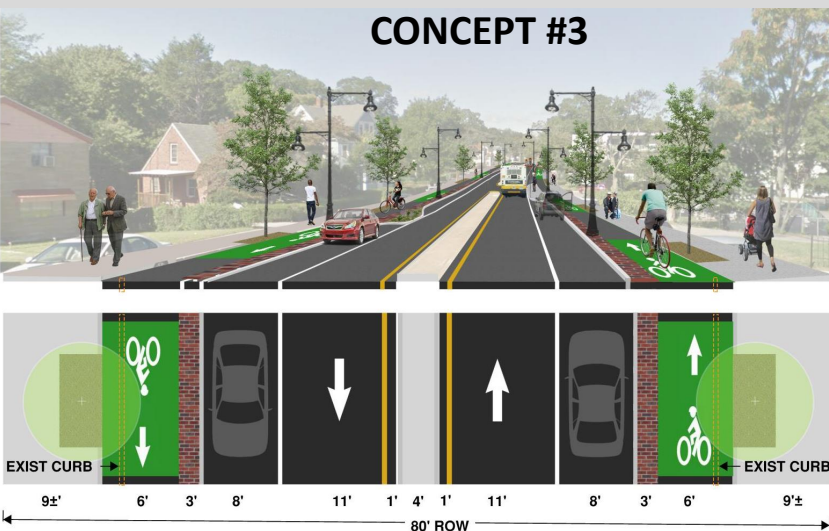 CONCEPT #3
EXIST CURB
EXIST CURB
9±' 6' 3' 8' 11' 1' 4' 1' 11' 8' 3' 6' 9'±
80' ROW